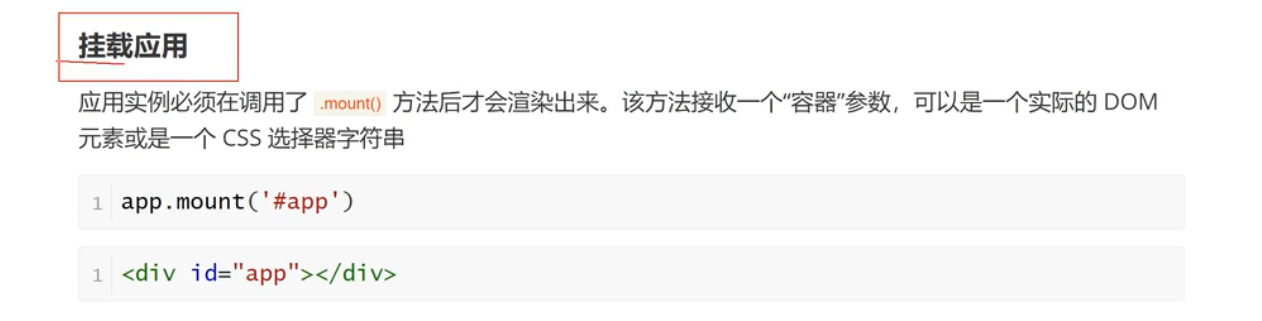 挂载应用
应用实例必须在调用了 .mount() 方法后才会渲染出来。该方法接收一个“容器”参数，可以是一个实际的 DOM
元素或是一个 CSS 选择器字符串
1 app.mount('#app')
1 <div id="app"></div>